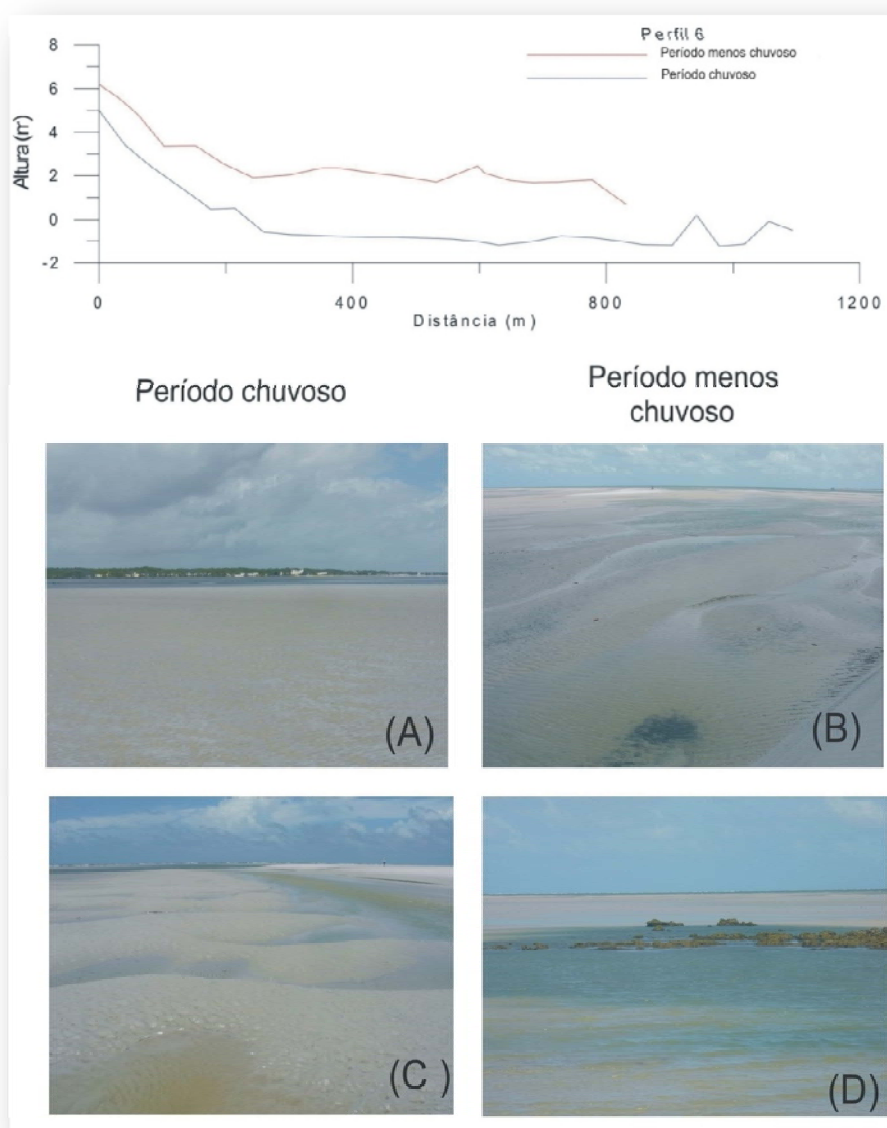 Perfil 6
Período menos chuvoso
Período chuvoso
Altura (m)
8
6
4
2
0
-2
0
400
800
1200
Distância (m)
Período chuvoso
Período menos
chuvoso
(A)
(B)
(C )
(D)